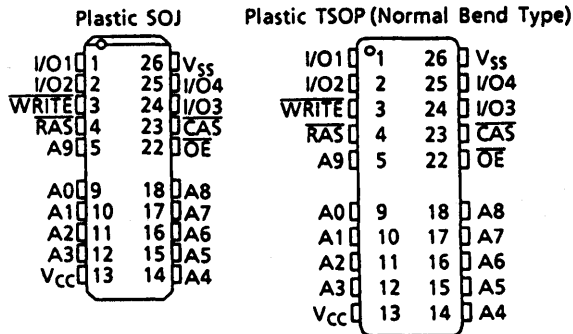 Plastic SOJ
I/O1 1 26 VSS
I/O2 2 25 I/O4
WRITE 3 24 I/O3
RAS 4 23 CAS
A9 5 22 OE
A0 9 18 A8
A1 10 17 A7
A2 11 16 A6
A3 12 15 A5
VCC 13 14 A4
Plastic TSOP (Normal Bend Type)
I/O1 1 26 VSS
I/O2 2 25 I/O4
WRITE 3 24 I/O3
RAS 4 23 CAS
A9 5 22 OE
A0 9 18 A8
A1 10 17 A7
A2 11 16 A6
A3 12 15 A5
VCC 13 14 A4